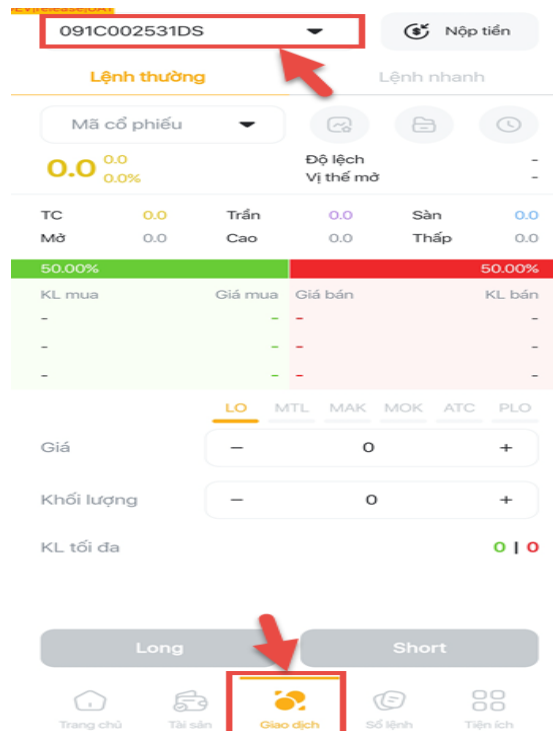 EV|release|UAT
091C002531DS Nộp tiền
Lệnh thường Lệnh nhanh
Mã cổ phiếu
0.0 0.0 Độ lệch -
0.0% Vị thế mở -
TC 0.0 Trần 0.0 Sàn 0.0
Mở 0.0 Cao 0.0 Thấp 0.0
50.00% 50.00%
KL mua Giá mua Giá bán KL bán
- - - -
- - - -
- - - -
LO MTL MAK MOK ATC PLO
Giá - 0 +
Khối lượng - 0 +
KL tối đa 0 | 0
Long Short
Trang chủ Tài sản Giao dịch Sổ lệnh Tiện ích